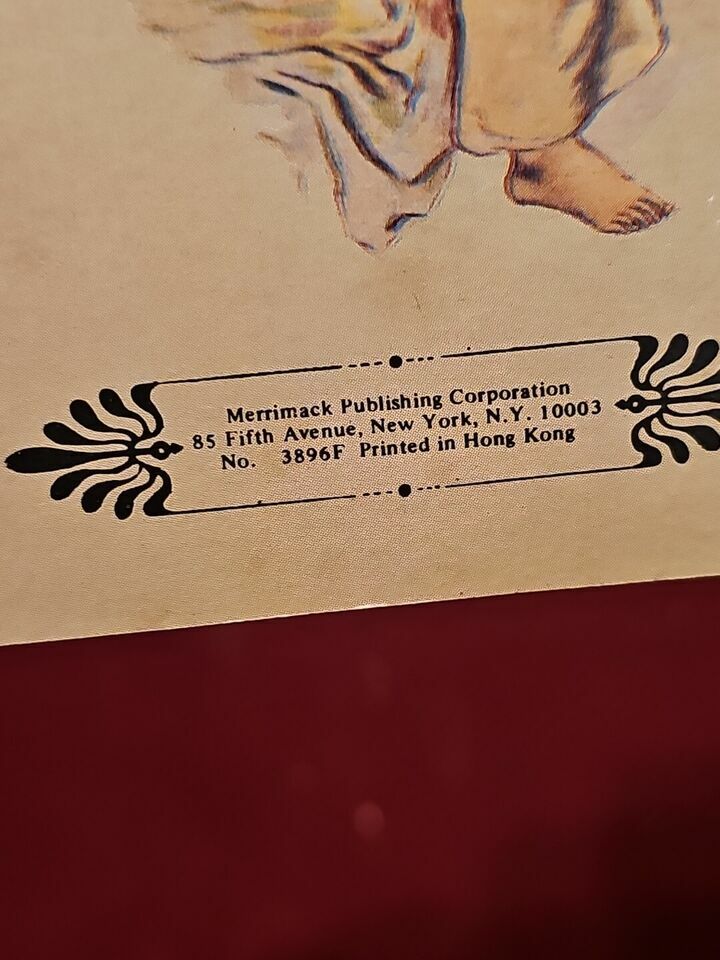 Merrimack Publishing Corporation
85 Fifth Avenue, New York, N.Y. 10003
No. 3896F Printed in Hong Kong